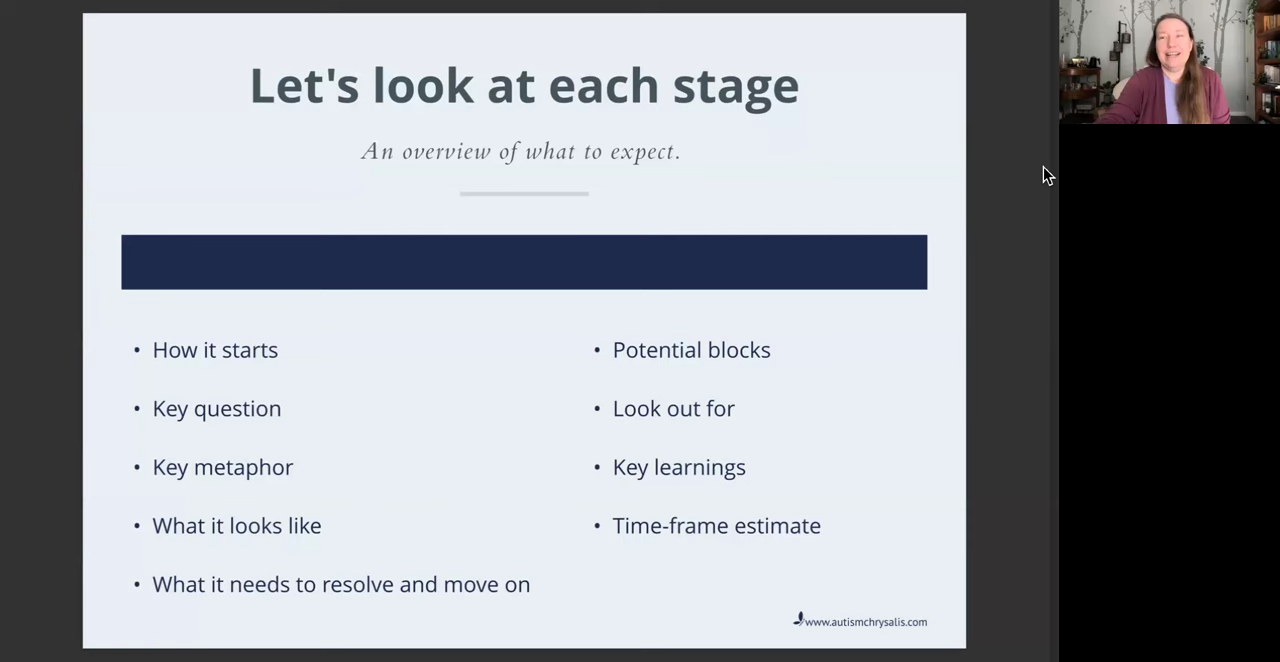 Let's look at each stage
An overview of what to expect.
• How it starts
• Key question
• Key metaphor
• What it looks like
• What it needs to resolve and move on
• Potential blocks
• Look out for
• Key learnings
• Time-frame estimate
www.autismchrysalis.com